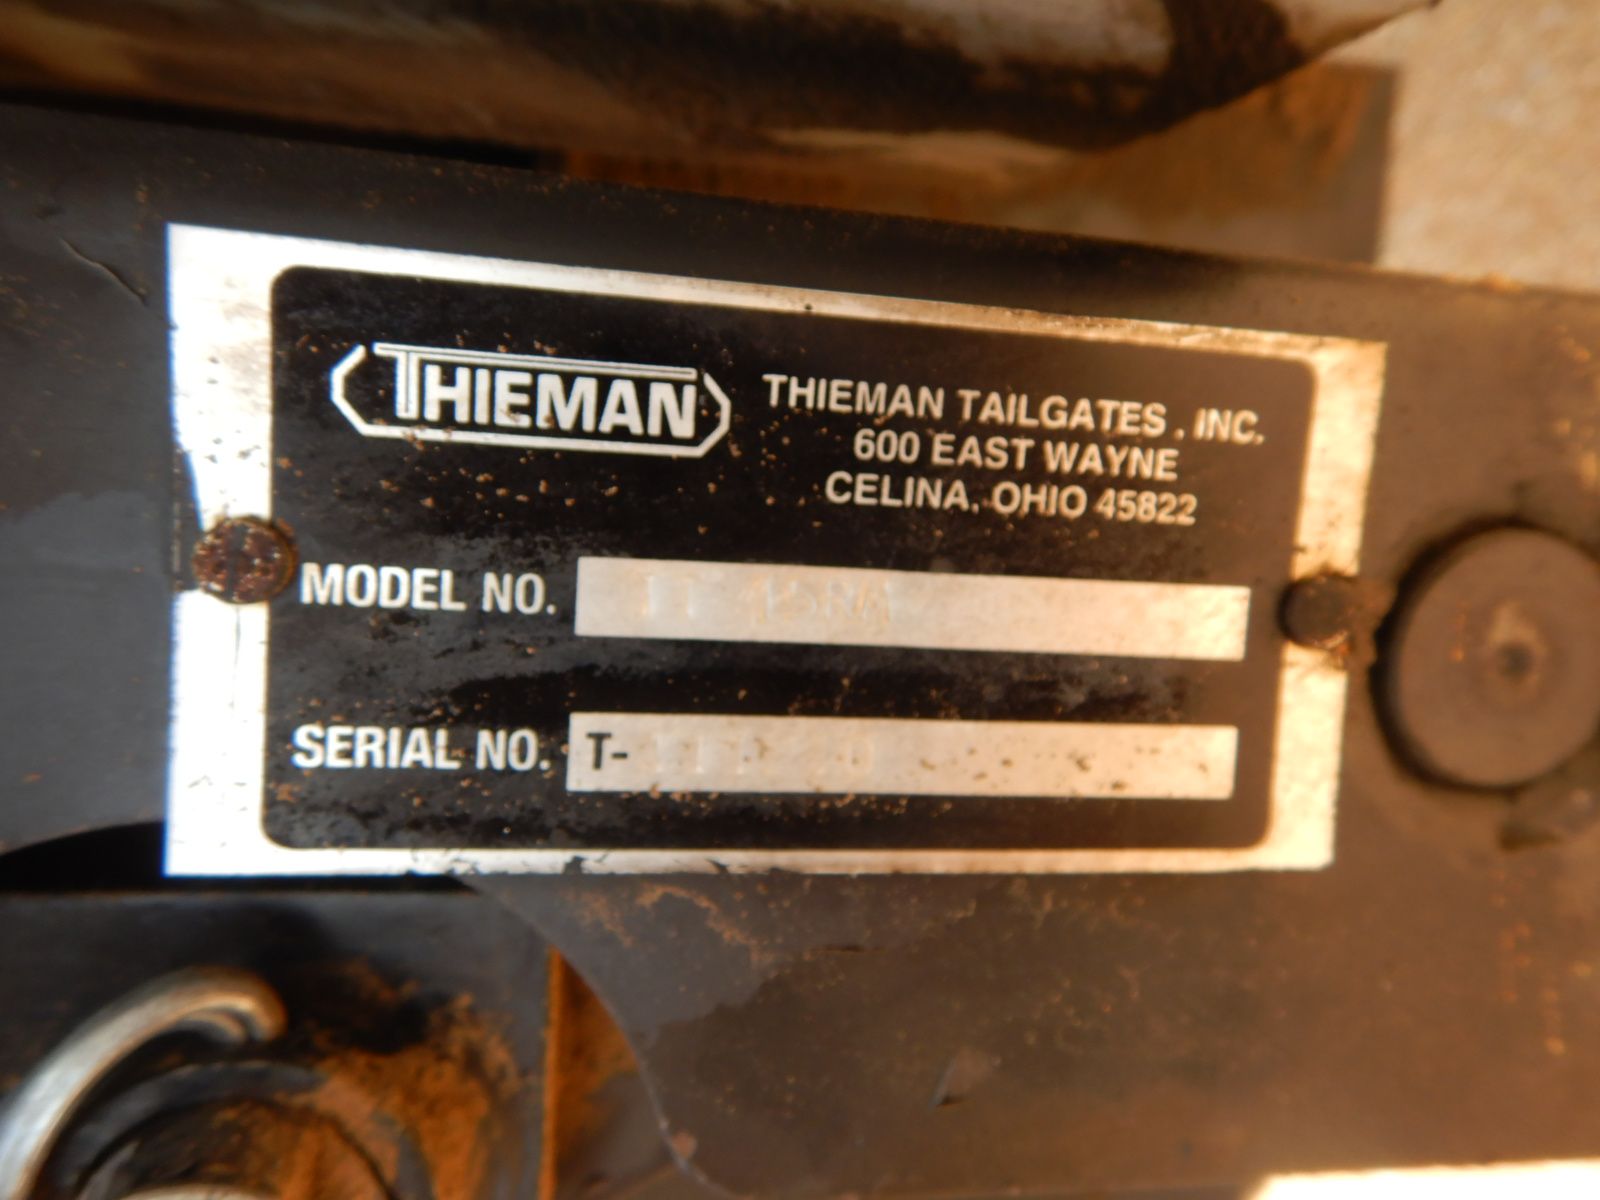 THIEMAN
THIEMAN TAILGATES, INC.
600 EAST WAYNE
CELINA, OHIO 45822
MODEL NO.
SERIAL NO. T-